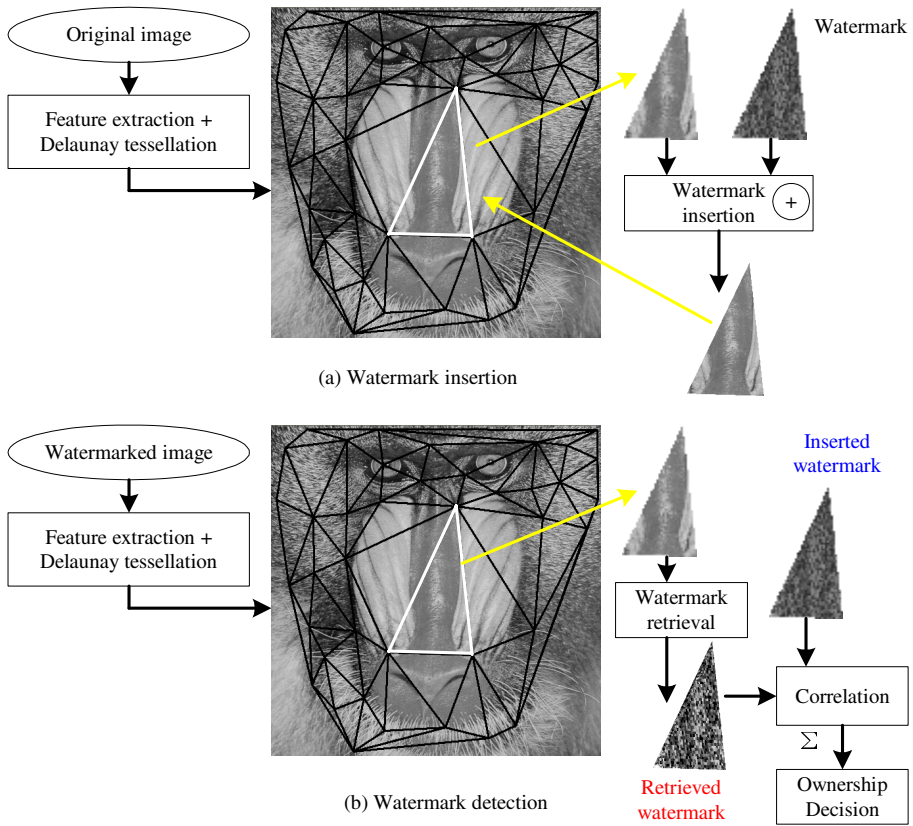 Original image
Feature extraction +
Delaunay tessellation
Watermark
Watermark
insertion
+
(a) Watermark insertion
Watermarked image
Feature extraction +
Delaunay tessellation
Inserted
watermark
Watermark
retrieval
Correlation
Σ
Retrieved
watermark
Ownership
Decision
(b) Watermark detection